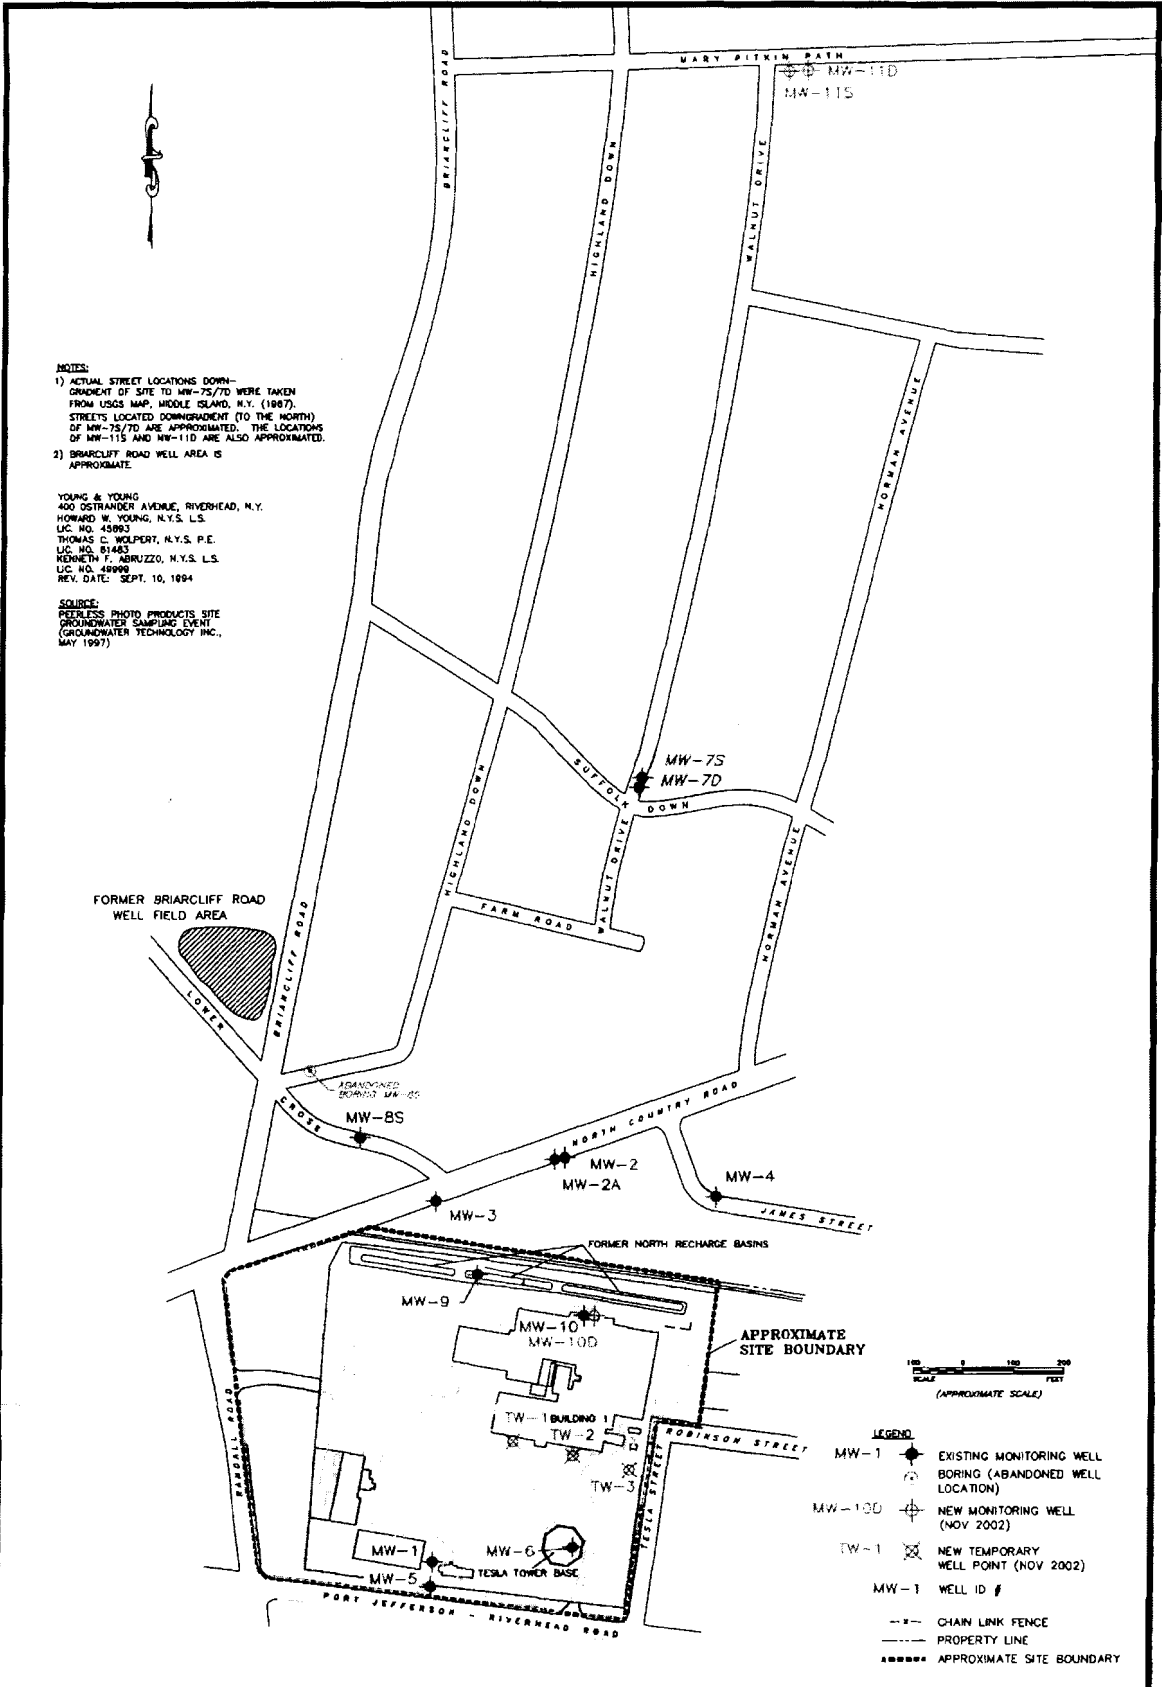 MARY PITKIN PATH
MW-11D
MW-11S
BRIARCLIFF ROAD
HIGHLAND DOWN
WALNUT DRIVE
NORMAN AVENUE
NOTES:
1) ACTUAL STREET LOCATIONS DOWN-
GRADIENT OF SITE TO MW-7S/7D WERE TAKEN
FROM USGS MAP, MIDDLE ISLAND, N.Y. (1967).
STREETS LOCATED DOWNGRADIENT (TO THE NORTH)
OF MW-7S/7D ARE APPROXIMATED. THE LOCATIONS
OF MW-11S AND MW-11D ARE ALSO APPROXIMATED.
2) BRIARCLIFF ROAD WELL AREA IS
APPROXIMATE
YOUNG & YOUNG
400 OSTRANDER AVENUE, RIVERHEAD, N.Y.
HOWARD W. YOUNG, N.Y.S. L.S.
LIC. NO. 45893
THOMAS C. WOLPERT, N.Y.S. P.E.
LIC. NO. 61483
KENNETH F. ABRUZZO, N.Y.S. L.S.
LIC. NO. 49999
REV. DATE: SEPT. 10, 1994
SOURCE:
PEERLESS PHOTO PRODUCTS SITE
GROUNDWATER SAMPLING EVENT
(GROUNDWATER TECHNOLOGY INC.,
MAY 1997)
MW-7S
MW-7D
SUFFOLK DOWN
HIGHLAND DOWN
WALNUT DRIVE
FARM ROAD
NORMAN AVENUE
FORMER BRIARCLIFF ROAD
WELL FIELD AREA
BRIARCLIFF ROAD
LOWER
CROSS
ABANDONED
BORING MW-8S
MW-8S
NORTH COUNTRY ROAD
MW-2
MW-2A
MW-4
JAMES STREET
MW-3
FORMER NORTH RECHARGE BASINS
MW-9
MW-10
MW-10D
APPROXIMATE
SITE BOUNDARY
100 0 100 200
SCALE FEET
(APPROXIMATE SCALE)
RANDALL ROAD
TW-1
BUILDING 1
TW-2
TW-3
ROBINSON STREET
TESLA STREET
MW-1
MW-6
MW-5
TESLA TOWER BASE
PORT JEFFERSON - RIVERHEAD ROAD
LEGEND
MW-1 EXISTING MONITORING WELL
BORING (ABANDONED WELL
LOCATION)
MW-10D NEW MONITORING WELL
(NOV 2002)
TW-1 NEW TEMPORARY
WELL POINT (NOV 2002)
MW-1 WELL ID #
CHAIN LINK FENCE
PROPERTY LINE
APPROXIMATE SITE BOUNDARY